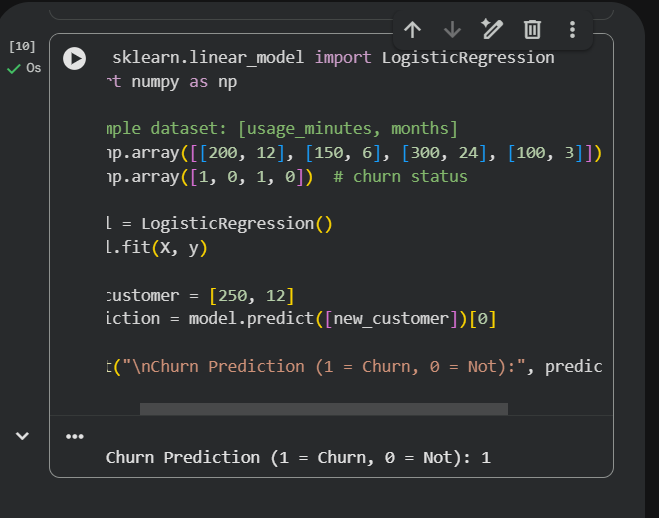 [10]
0s
sklearn.linear_model import LogisticRegression
rt numpy as np
mple dataset: [usage_minutes, months]
np.array([[200, 12], [150, 6], [300, 24], [100, 3]])
np.array([1, 0, 1, 0])  # churn status
l = LogisticRegression()
l.fit(X, y)
customer = [250, 12]
iction = model.predict([new_customer])[0]
t("\nChurn Prediction (1 = Churn, 0 = Not):", predic
Churn Prediction (1 = Churn, 0 = Not): 1